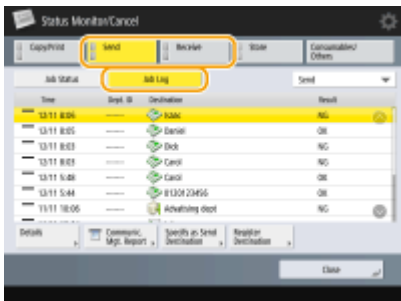 Status Monitor/Cancel
Copy/Print
Send
Receive
Store
Consumables/
Others
Job Status
Job Log
Send
Time
Dept. ID
Destination
Result
12/11 8:06 ------- Isaac NG
12/11 8:05 ------- Daniel OK
12/11 8:03 ------- Dick NG
12/11 8:03 ------- Carol NG
12/11 5:48 ------- Carol OK
12/11 5:44 ------- 0130123456 OK
11/11 18:06 ------- Advatising dept NG
Details
Communic.
Mgt. Report
Specify as Send
Destination
Register
Destination
Close